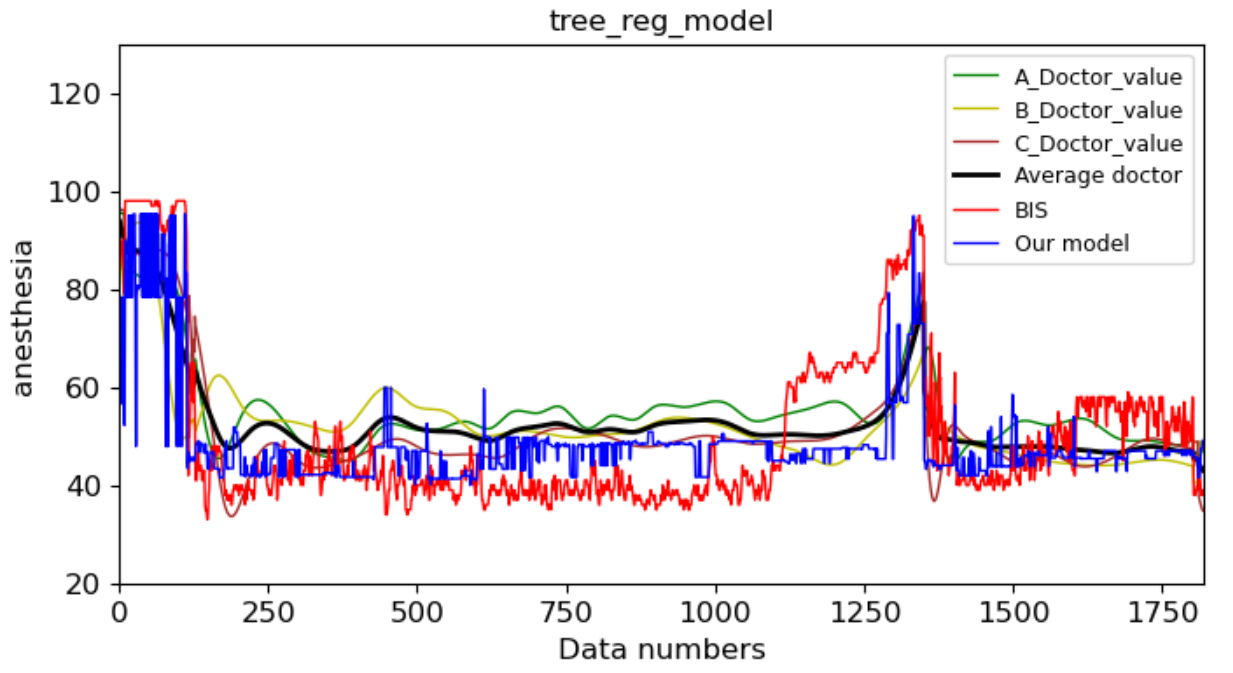 tree_reg_model
120
100
80
60
40
20
anesthesia
A_Doctor_value
B_Doctor_value
C_Doctor_value
Average doctor
BIS
Our model
0 250 500 750 1000 1250 1500 1750
Data numbers